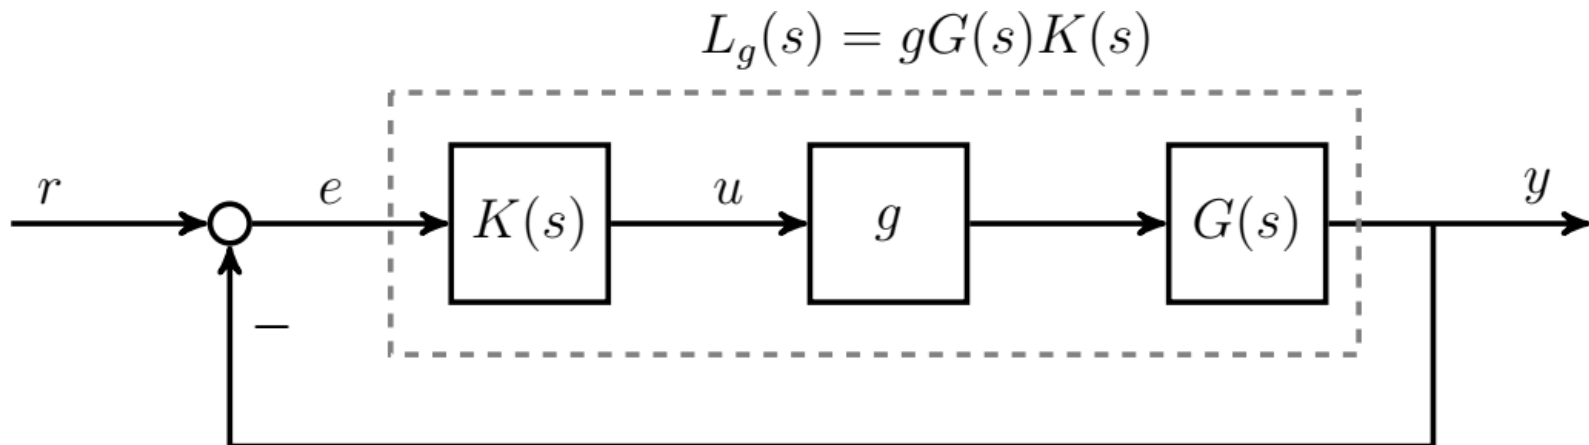 L_g(s) = gG(s)K(s)
r
e
K(s)
u
g
G(s)
y
−